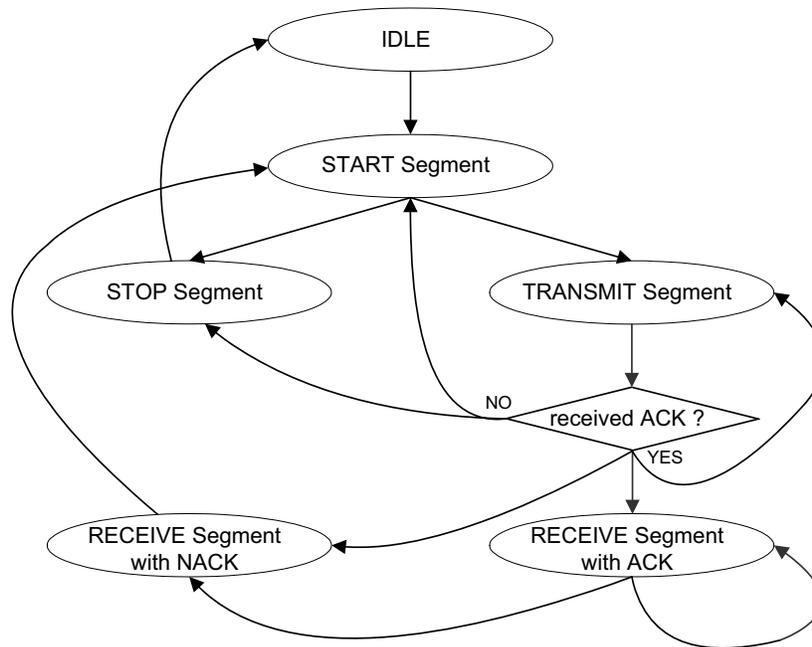 IDLE
START Segment
STOP Segment
TRANSMIT Segment
NO
received ACK ?
YES
RECEIVE Segment
with NACK
RECEIVE Segment
with ACK